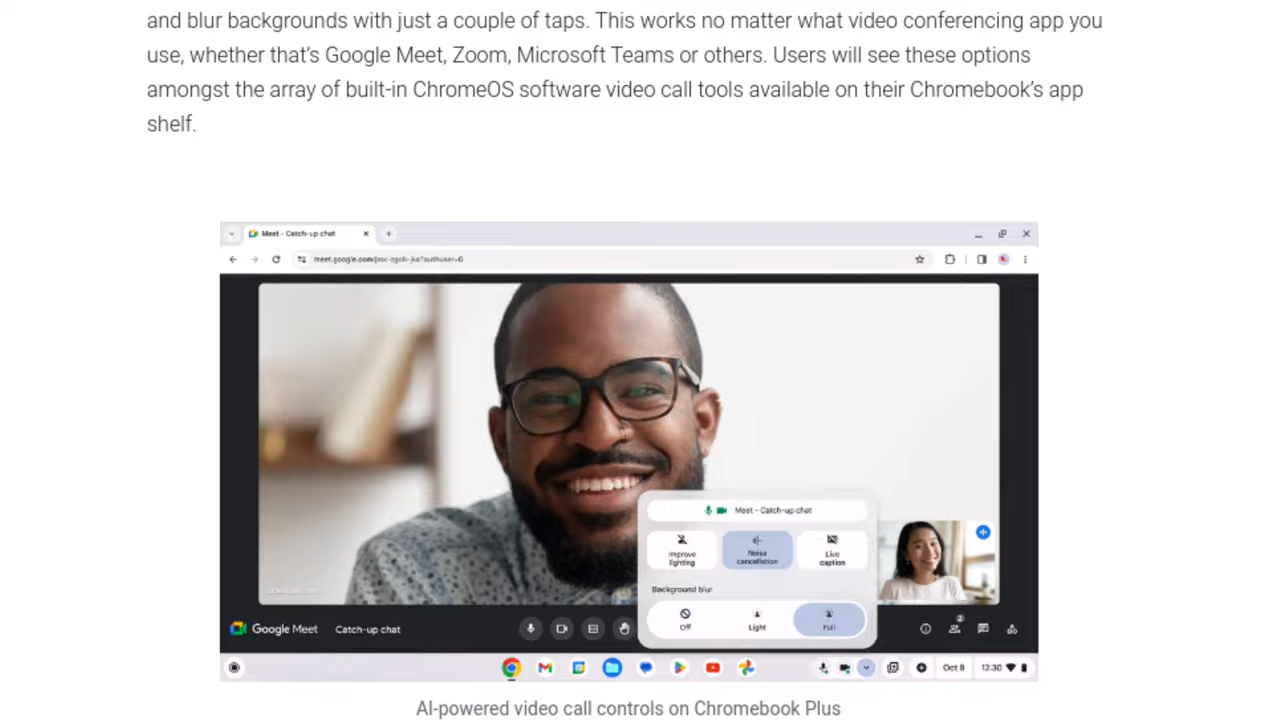 and blur backgrounds with just a couple of taps. This works no matter what video conferencing app you
use, whether that's Google Meet, Zoom, Microsoft Teams or others. Users will see these options
amongst the array of built-in ChromeOS software video call tools available on their Chromebook's app
shelf.
Meet - Catch-up chat
Meet - Catch-up chat
Improve
lighting
Noise
cancellation
Live
caption
Background blur
Off
Light
Full
Google Meet
Catch-up chat
2
Oct 8
12:30
AI-powered video call controls on Chromebook Plus